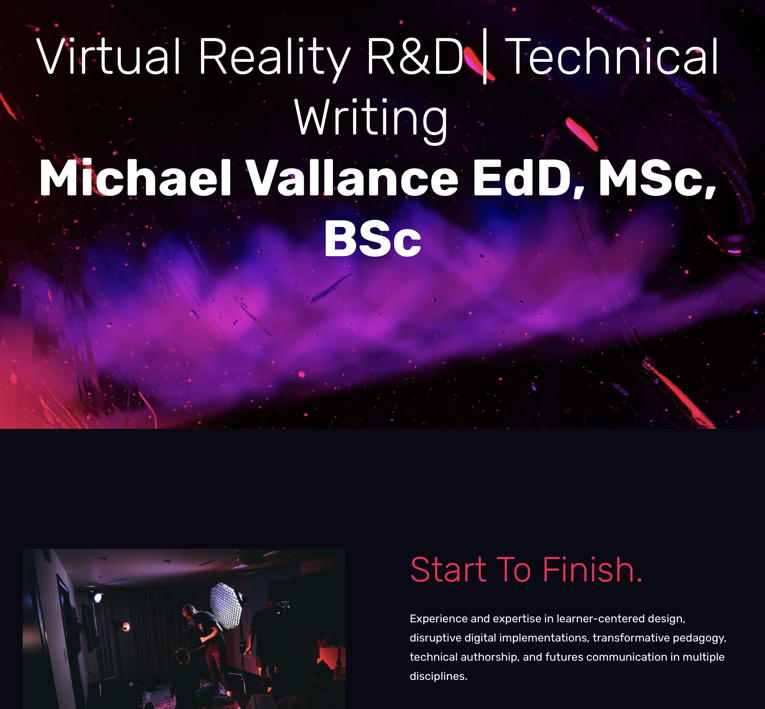 Virtual Reality R&D | Technical
Writing
Michael Vallance EdD, MSc,
BSc
Start To Finish.
Experience and expertise in learner-centered design,
disruptive digital implementations, transformative pedagogy,
technical authorship, and futures communication in multiple
disciplines.